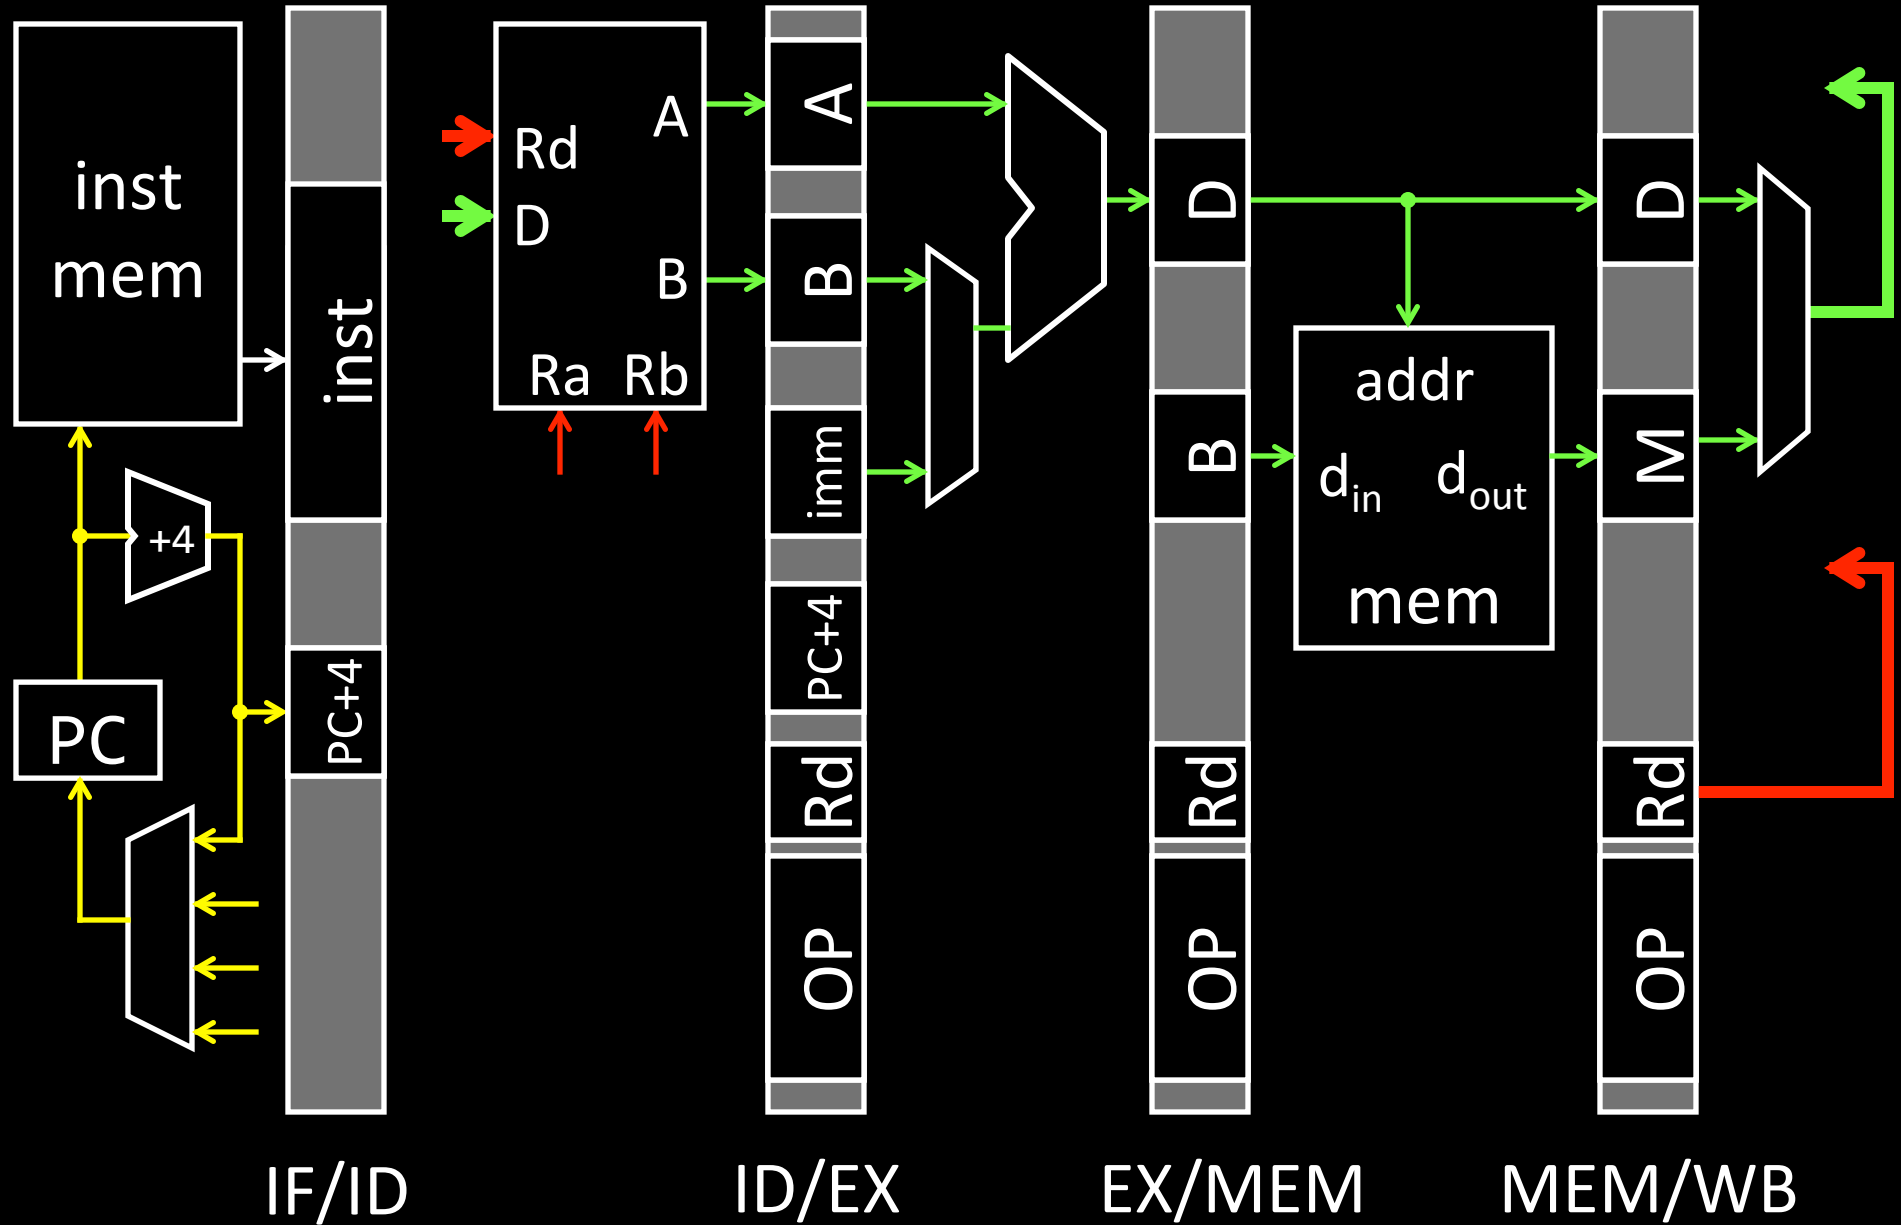 inst
mem
+4
PC
inst
PC+4
IF/ID
Rd
D
A
B
Ra
Rb
A
B
imm
PC+4
Rd
OP
ID/EX
D
B
Rd
OP
EX/MEM
addr
din
dout
mem
D
M
Rd
OP
MEM/WB